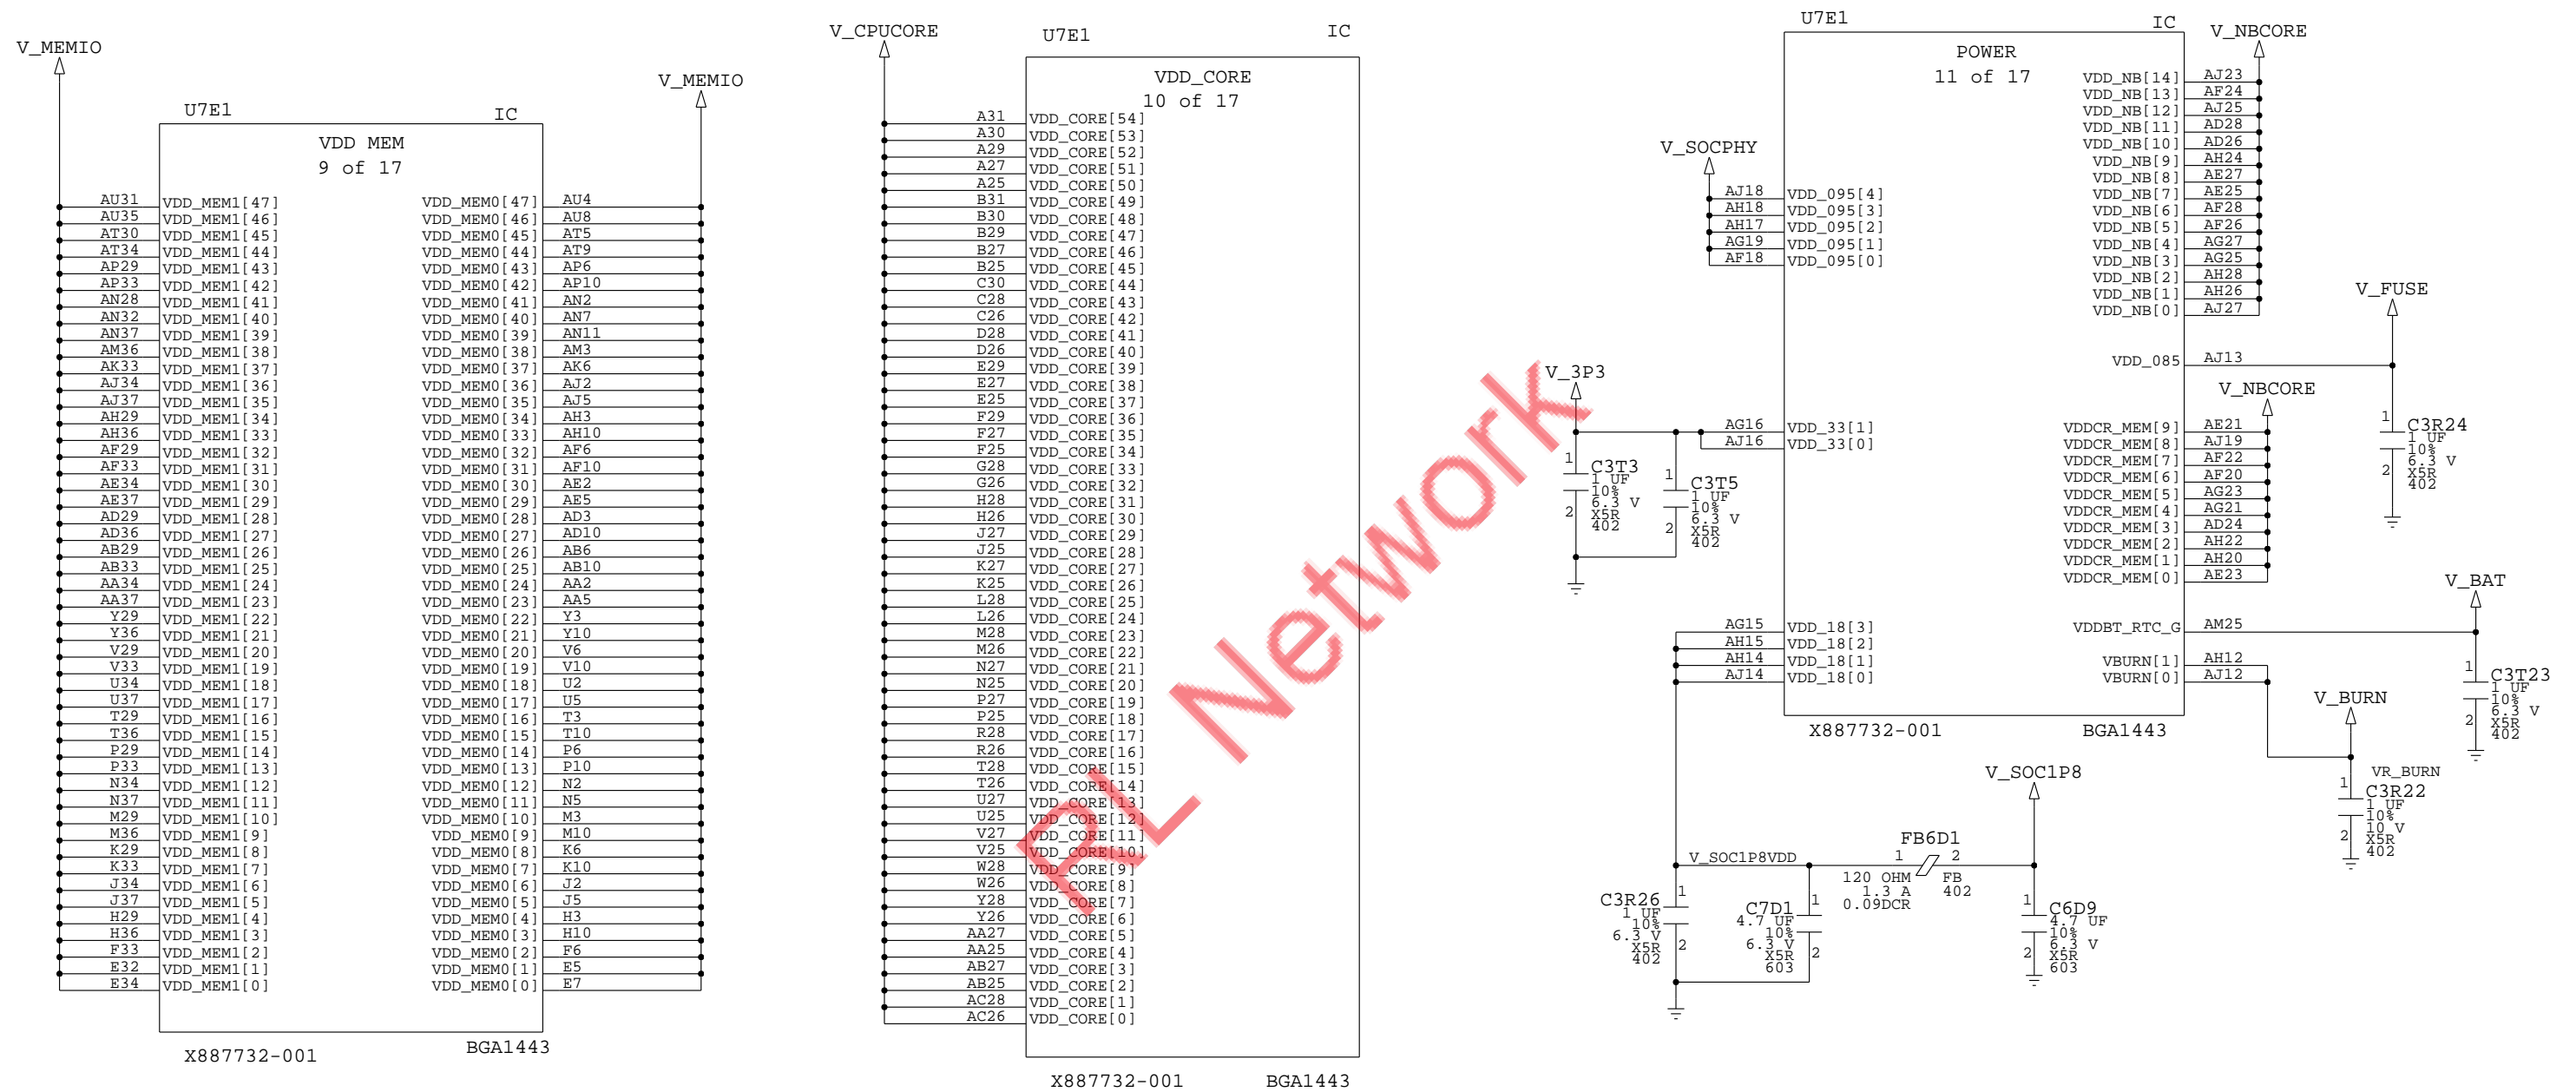 V_MEMIO
V_MEMIO
U7E1 IC
VDD MEM
9 of 17
AU31 VDD_MEM1[47] VDD_MEM0[47] AU4
AU35 VDD_MEM1[46] VDD_MEM0[46] AU8
AT30 VDD_MEM1[45] VDD_MEM0[45] AT5
AT34 VDD_MEM1[44] VDD_MEM0[44] AT9
AP29 VDD_MEM1[43] VDD_MEM0[43] AP6
AP33 VDD_MEM1[42] VDD_MEM0[42] AP10
AN28 VDD_MEM1[41] VDD_MEM0[41] AN2
AN32 VDD_MEM1[40] VDD_MEM0[40] AN7
AN37 VDD_MEM1[39] VDD_MEM0[39] AN11
AM36 VDD_MEM1[38] VDD_MEM0[38] AM3
AK33 VDD_MEM1[37] VDD_MEM0[37] AK6
AJ34 VDD_MEM1[36] VDD_MEM0[36] AJ2
AJ37 VDD_MEM1[35] VDD_MEM0[35] AJ5
AH29 VDD_MEM1[34] VDD_MEM0[34] AH3
AH36 VDD_MEM1[33] VDD_MEM0[33] AH10
AF29 VDD_MEM1[32] VDD_MEM0[32] AF6
AF33 VDD_MEM1[31] VDD_MEM0[31] AF10
AE34 VDD_MEM1[30] VDD_MEM0[30] AE2
AE37 VDD_MEM1[29] VDD_MEM0[29] AE5
AD29 VDD_MEM1[28] VDD_MEM0[28] AD3
AD36 VDD_MEM1[27] VDD_MEM0[27] AD10
AB29 VDD_MEM1[26] VDD_MEM0[26] AB6
AB33 VDD_MEM1[25] VDD_MEM0[25] AB10
AA34 VDD_MEM1[24] VDD_MEM0[24] AA2
AA37 VDD_MEM1[23] VDD_MEM0[23] AA5
Y29 VDD_MEM1[22] VDD_MEM0[22] Y3
Y36 VDD_MEM1[21] VDD_MEM0[21] Y10
V29 VDD_MEM1[20] VDD_MEM0[20] V6
V33 VDD_MEM1[19] VDD_MEM0[19] V10
U34 VDD_MEM1[18] VDD_MEM0[18] U2
U37 VDD_MEM1[17] VDD_MEM0[17] U5
T29 VDD_MEM1[16] VDD_MEM0[16] T3
T36 VDD_MEM1[15] VDD_MEM0[15] T10
P29 VDD_MEM1[14] VDD_MEM0[14] P6
P33 VDD_MEM1[13] VDD_MEM0[13] P10
N34 VDD_MEM1[12] VDD_MEM0[12] N2
N37 VDD_MEM1[11] VDD_MEM0[11] N5
M29 VDD_MEM1[10] VDD_MEM0[10] M3
M36 VDD_MEM1[9] VDD_MEM0[9] M10
K29 VDD_MEM1[8] VDD_MEM0[8] K6
K33 VDD_MEM1[7] VDD_MEM0[7] K10
J34 VDD_MEM1[6] VDD_MEM0[6] J2
J37 VDD_MEM1[5] VDD_MEM0[5] J5
H29 VDD_MEM1[4] VDD_MEM0[4] H3
H36 VDD_MEM1[3] VDD_MEM0[3] H10
F33 VDD_MEM1[2] VDD_MEM0[2] F6
E32 VDD_MEM1[1] VDD_MEM0[1] E5
E34 VDD_MEM1[0] VDD_MEM0[0] E7
X887732-001 BGA1443
V_CPUCORE
U7E1 IC
VDD_CORE
10 of 17
A31 VDD_CORE[54]
A30 VDD_CORE[53]
A29 VDD_CORE[52]
A27 VDD_CORE[51]
A25 VDD_CORE[50]
B31 VDD_CORE[49]
B30 VDD_CORE[48]
B29 VDD_CORE[47]
B27 VDD_CORE[46]
B25 VDD_CORE[45]
C30 VDD_CORE[44]
C28 VDD_CORE[43]
C26 VDD_CORE[42]
D28 VDD_CORE[41]
D26 VDD_CORE[40]
E29 VDD_CORE[39]
E27 VDD_CORE[38]
E25 VDD_CORE[37]
F29 VDD_CORE[36]
F27 VDD_CORE[35]
F25 VDD_CORE[34]
G28 VDD_CORE[33]
G26 VDD_CORE[32]
H28 VDD_CORE[31]
H26 VDD_CORE[30]
J27 VDD_CORE[29]
J25 VDD_CORE[28]
K27 VDD_CORE[27]
K25 VDD_CORE[26]
L28 VDD_CORE[25]
L26 VDD_CORE[24]
M28 VDD_CORE[23]
M26 VDD_CORE[22]
N27 VDD_CORE[21]
N25 VDD_CORE[20]
P27 VDD_CORE[19]
P25 VDD_CORE[18]
R28 VDD_CORE[17]
R26 VDD_CORE[16]
T28 VDD_CORE[15]
T26 VDD_CORE[14]
U27 VDD_CORE[13]
U25 VDD_CORE[12]
V27 VDD_CORE[11]
V25 VDD_CORE[10]
W28 VDD_CORE[9]
W26 VDD_CORE[8]
Y28 VDD_CORE[7]
Y26 VDD_CORE[6]
AA27 VDD_CORE[5]
AA25 VDD_CORE[4]
AB27 VDD_CORE[3]
AB25 VDD_CORE[2]
AC28 VDD_CORE[1]
AC26 VDD_CORE[0]
X887732-001 BGA1443
RL Network
U7E1 IC
POWER
11 of 17
V_NBCORE
VDD_NB[14] AJ23
VDD_NB[13] AF24
VDD_NB[12] AJ25
VDD_NB[11] AD28
VDD_NB[10] AD26
VDD_NB[9] AH24
VDD_NB[8] AE27
VDD_NB[7] AE25
VDD_NB[6] AF28
VDD_NB[5] AF26
VDD_NB[4] AG27
VDD_NB[3] AG25
VDD_NB[2] AH28
VDD_NB[1] AH26
VDD_NB[0] AJ27
V_SOCPHY
AJ18 VDD_095[4]
AH18 VDD_095[3]
AH17 VDD_095[2]
AG19 VDD_095[1]
AF18 VDD_095[0]
V_FUSE
VDD_085 AJ13
1
C3R24
1 UF
10%
6.3 V
2
X5R
402
V_NBCORE
VDDCR_MEM[9] AE21
VDDCR_MEM[8] AJ19
VDDCR_MEM[7] AF22
VDDCR_MEM[6] AF20
VDDCR_MEM[5] AG23
VDDCR_MEM[4] AG21
VDDCR_MEM[3] AD24
VDDCR_MEM[2] AH22
VDDCR_MEM[1] AH20
VDDCR_MEM[0] AE23
V_3P3
AG16 VDD_33[1]
AJ16 VDD_33[0]
1
C3T3
1 UF
10%
6.3 V
2
X5R
402
1
C3T5
1 UF
10%
6.3 V
2
X5R
402
V_BAT
VDDBT_RTC_G AM25
VBURN[1] AH12
VBURN[0] AJ12
1
C3T23
1 UF
10%
6.3 V
2
X5R
402
V_BURN
VR_BURN
1
C3R22
1 UF
10%
10 V
2
X5R
402
AG15 VDD_18[3]
AH15 VDD_18[2]
AH14 VDD_18[1]
AJ14 VDD_18[0]
X887732-001 BGA1443
V_SOC1P8
FB6D1
V_SOC1P8VDD 1 2
120 OHM FB
1.3 A 402
0.09DCR
1
C3R26
1 UF
10%
6.3 V
X5R 2
402
1
C7D1
4.7 UF
10%
6.3 V
X5R 2
603
1
C6D9
4.7 UF
10%
6.3 V
2 X5R
603